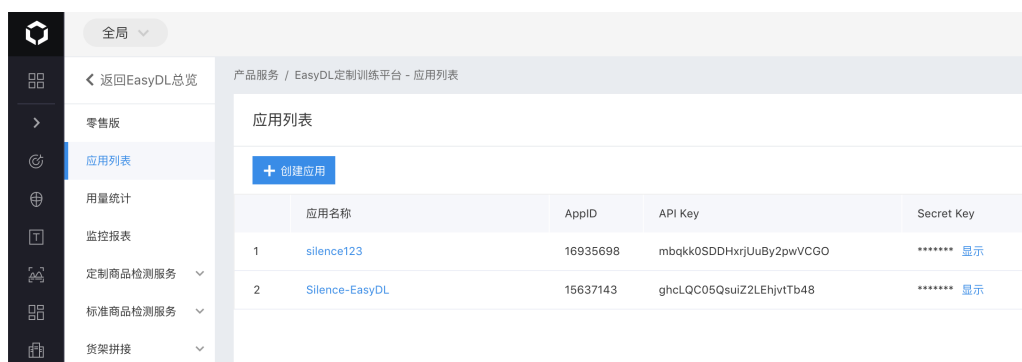 全局
返回EasyDL总览
产品服务 / EasyDL定制训练平台 - 应用列表
零售版
应用列表
用量统计
监控报表
定制商品检测服务
标准商品检测服务
货架拼接
应用列表
+ 创建应用
应用名称 AppID API Key Secret Key
1 silence123 16935698 mbqkk0SDDHxrjUuBy2pwVCGO ******* 显示
2 Silence-EasyDL 15637143 ghcLQC05QsuiZ2LEhjvtTb48 ******* 显示